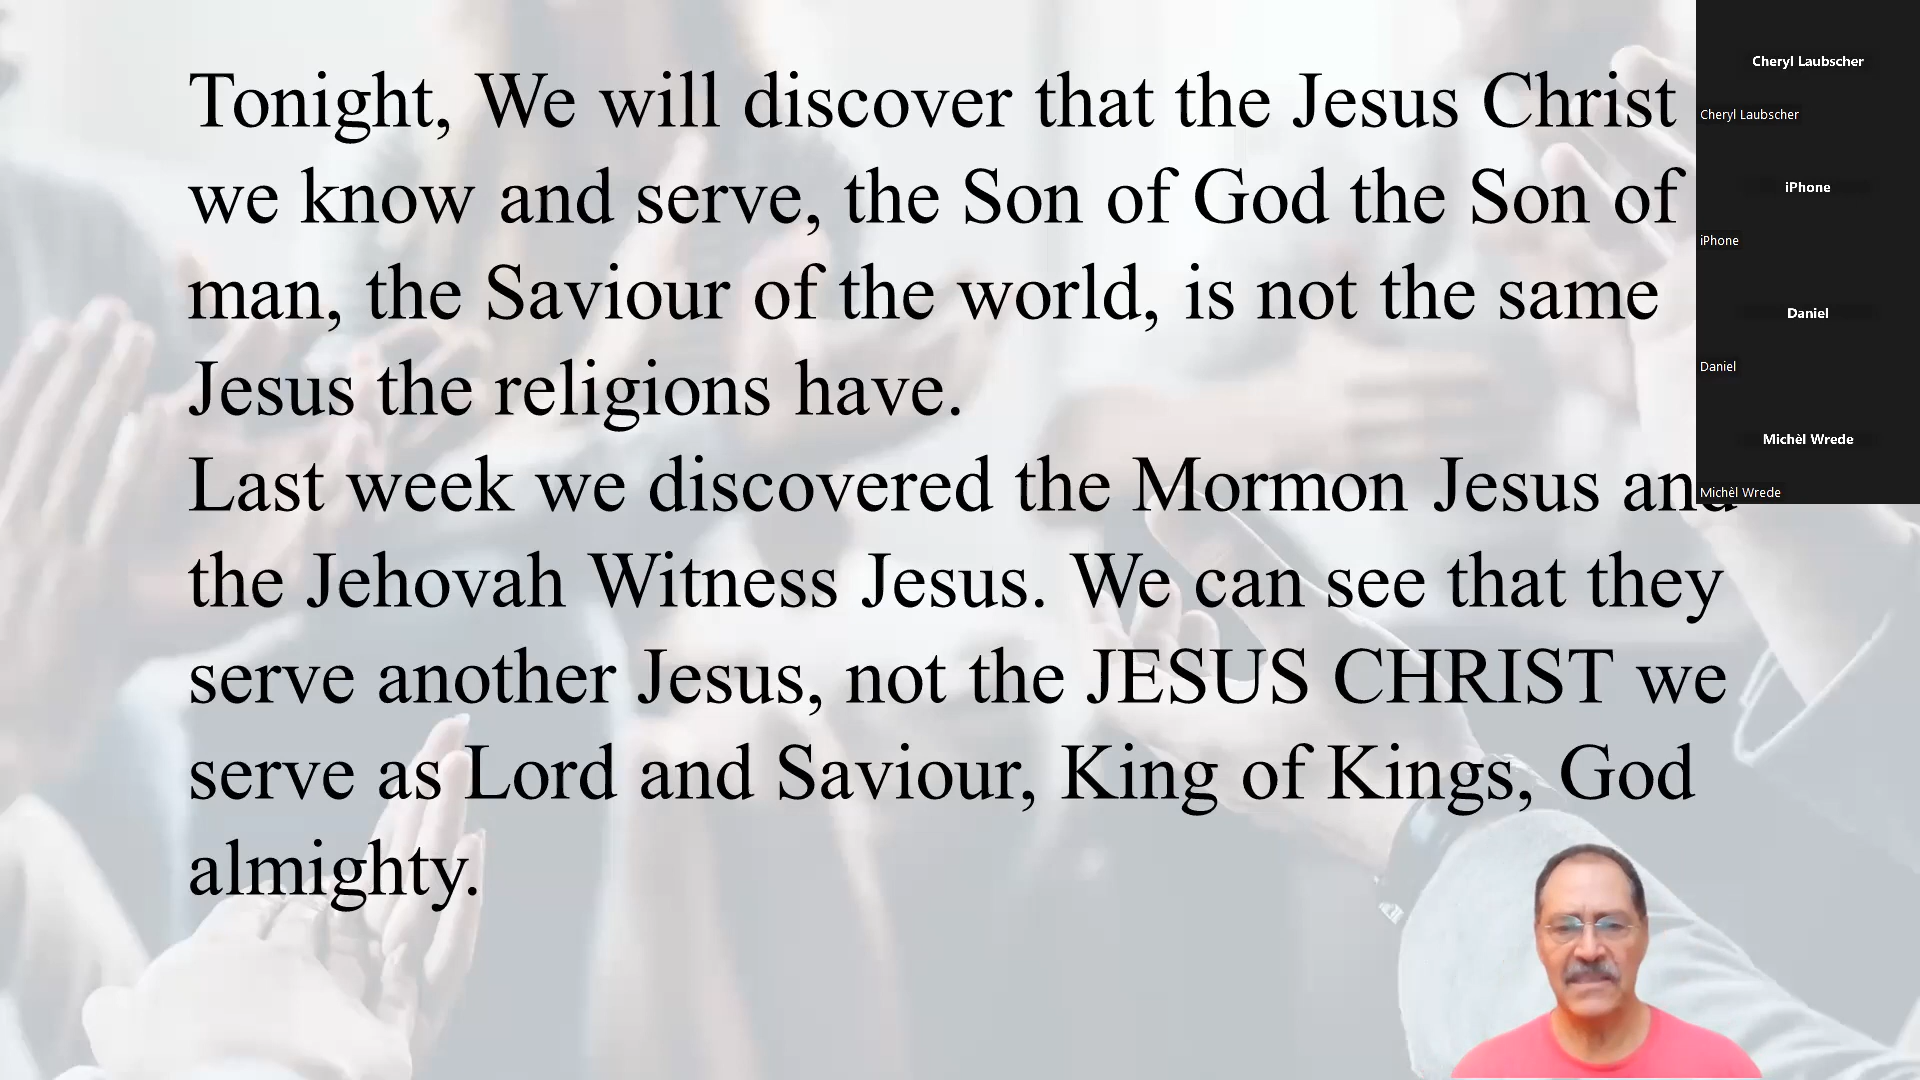 Tonight, We will discover that the Jesus Christ
we know and serve, the Son of God the Son of
man, the Saviour of the world, is not the same
Jesus the religions have.
Last week we discovered the Mormon Jesus and
the Jehovah Witness Jesus. We can see that they
serve another Jesus, not the JESUS CHRIST we
serve as Lord and Saviour, King of Kings, God
almighty.
Cheryl Laubscher
Cheryl Laubscher
iPhone
iPhone
Daniel
Daniel
Michèl Wrede
Michèl Wrede